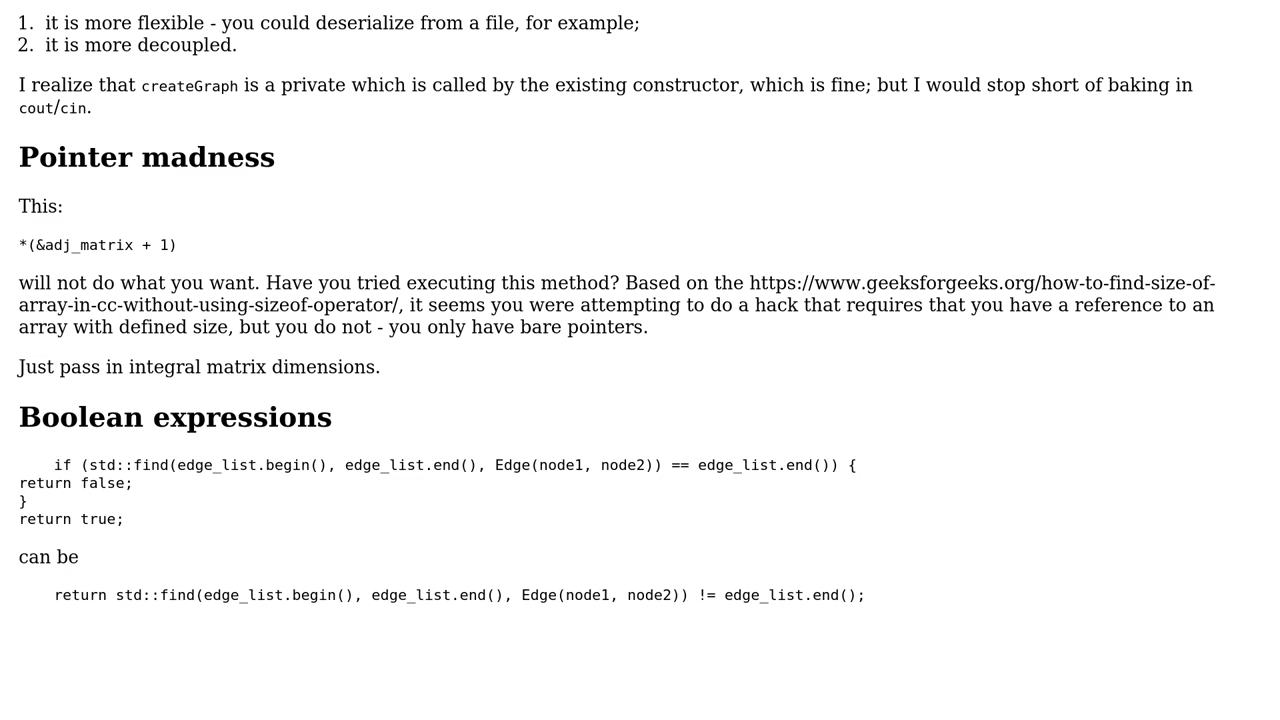 1. it is more flexible - you could deserialize from a file, for example;
2. it is more decoupled.
I realize that createGraph is a private which is called by the existing constructor, which is fine; but I would stop short of baking in
cout/cin.
Pointer madness
This:
*(&adj_matrix + 1)
will not do what you want. Have you tried executing this method? Based on the https://www.geeksforgeeks.org/how-to-find-size-of-
array-in-cc-without-using-sizeof-operator/, it seems you were attempting to do a hack that requires that you have a reference to an
array with defined size, but you do not - you only have bare pointers.
Just pass in integral matrix dimensions.
Boolean expressions
    if (std::find(edge_list.begin(), edge_list.end(), Edge(node1, node2)) == edge_list.end()) {
return false;
}
return true;
can be
    return std::find(edge_list.begin(), edge_list.end(), Edge(node1, node2)) != edge_list.end();